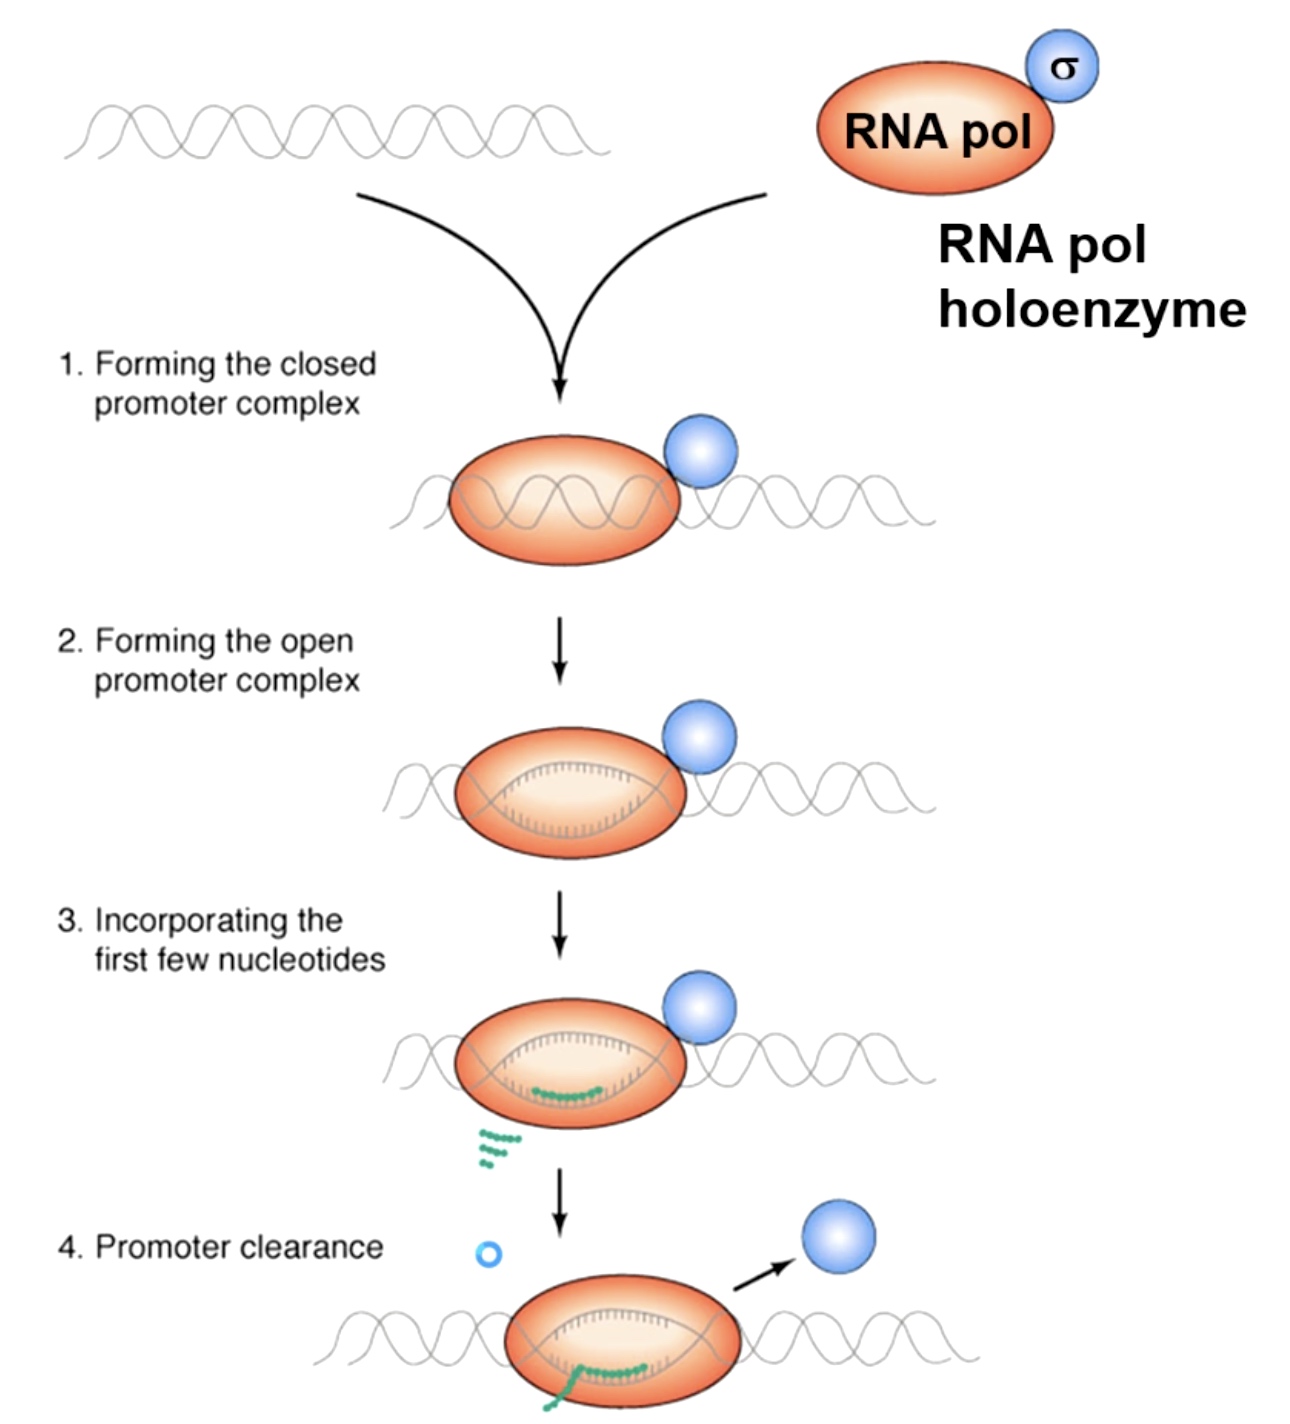 σ
RNA pol
RNA pol
holoenzyme
1. Forming the closed
promoter complex
2. Forming the open
promoter complex
3. Incorporating the
first few nucleotides
4. Promoter clearance